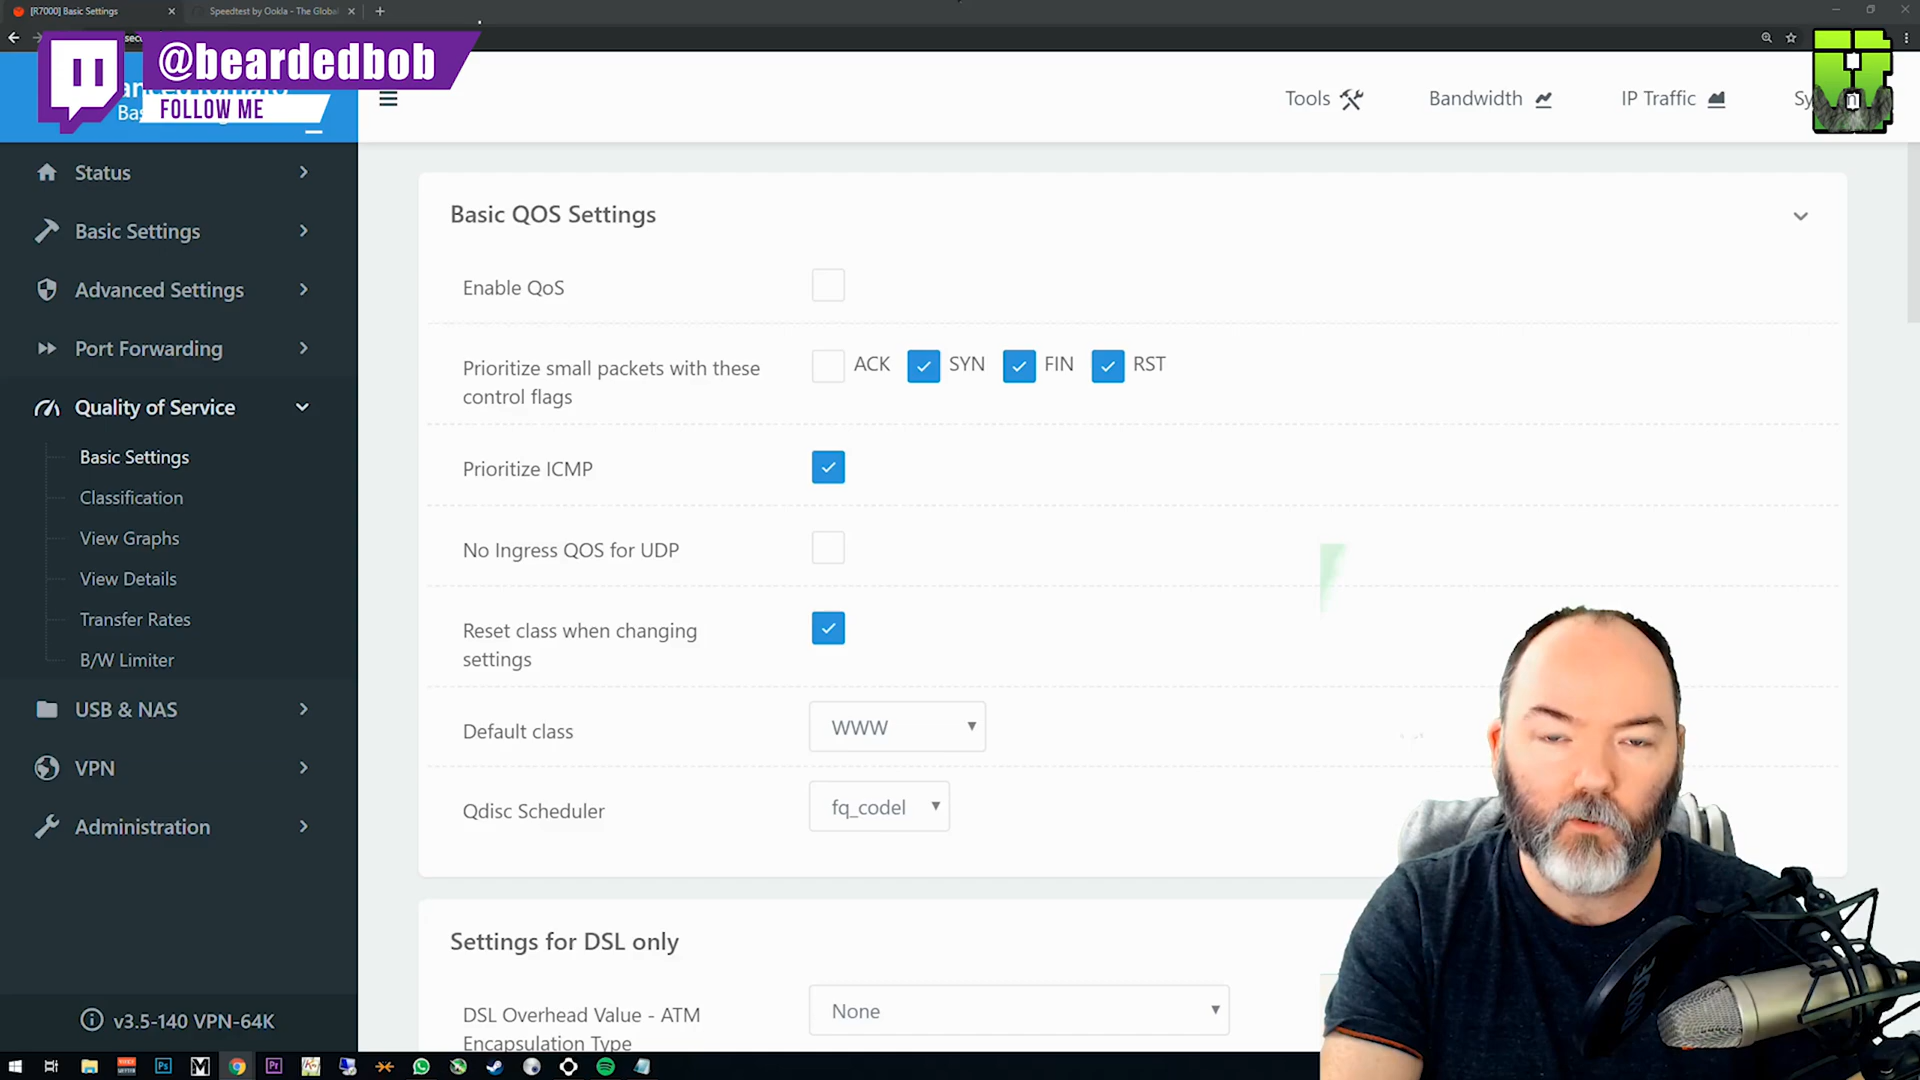 [R7000] Basic Settings
Speedtest by Ookla - The Global
@beardedbob
FOLLOW ME
Tools
Bandwidth
IP Traffic
Status
Basic Settings
Advanced Settings
Port Forwarding
Quality of Service
Basic Settings
Classification
View Graphs
View Details
Transfer Rates
B/W Limiter
USB & NAS
VPN
Administration
v3.5-140 VPN-64K
Basic QOS Settings
Enable QoS
Prioritize small packets with these
control flags
ACK SYN FIN RST
Prioritize ICMP
No Ingress QOS for UDP
Reset class when changing
settings
Default class
WWW
Qdisc Scheduler
fq_codel
Settings for DSL only
DSL Overhead Value - ATM
Encapsulation Type
None